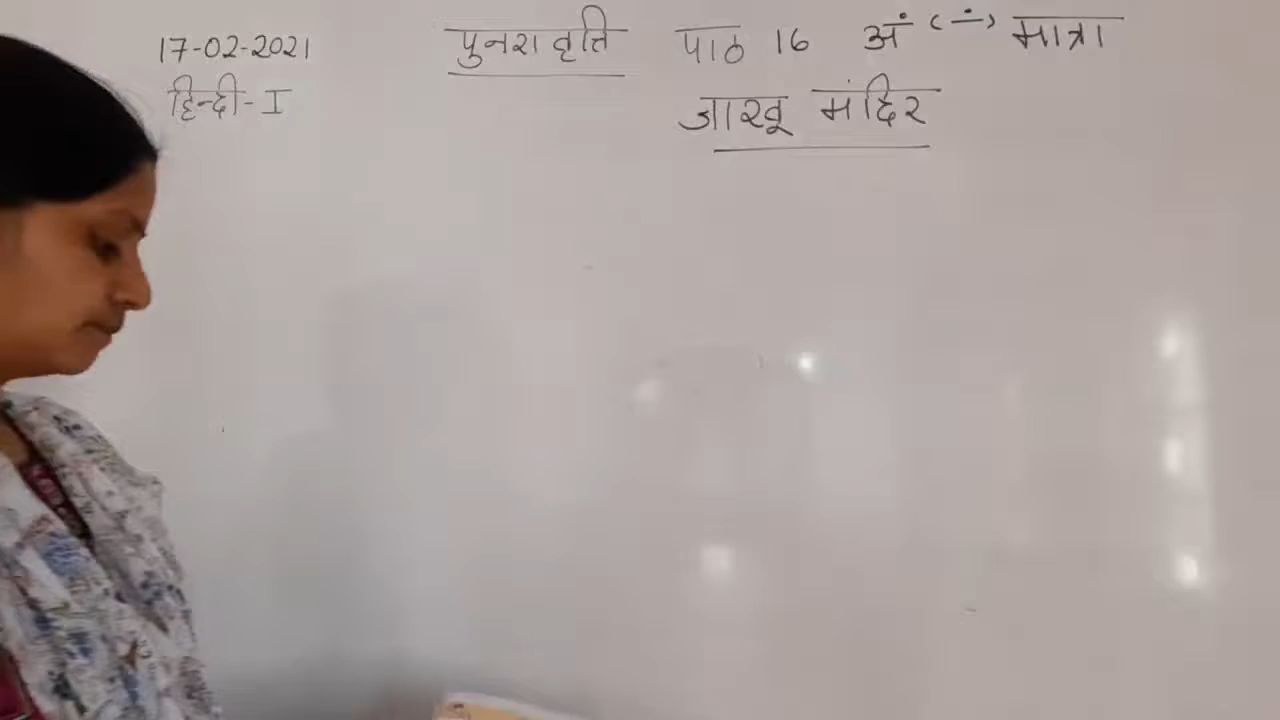 17-02-2021 पुनरावृति पाठ 16 अं (ं) मात्रा
हिन्दी-I जाखू मंदिर